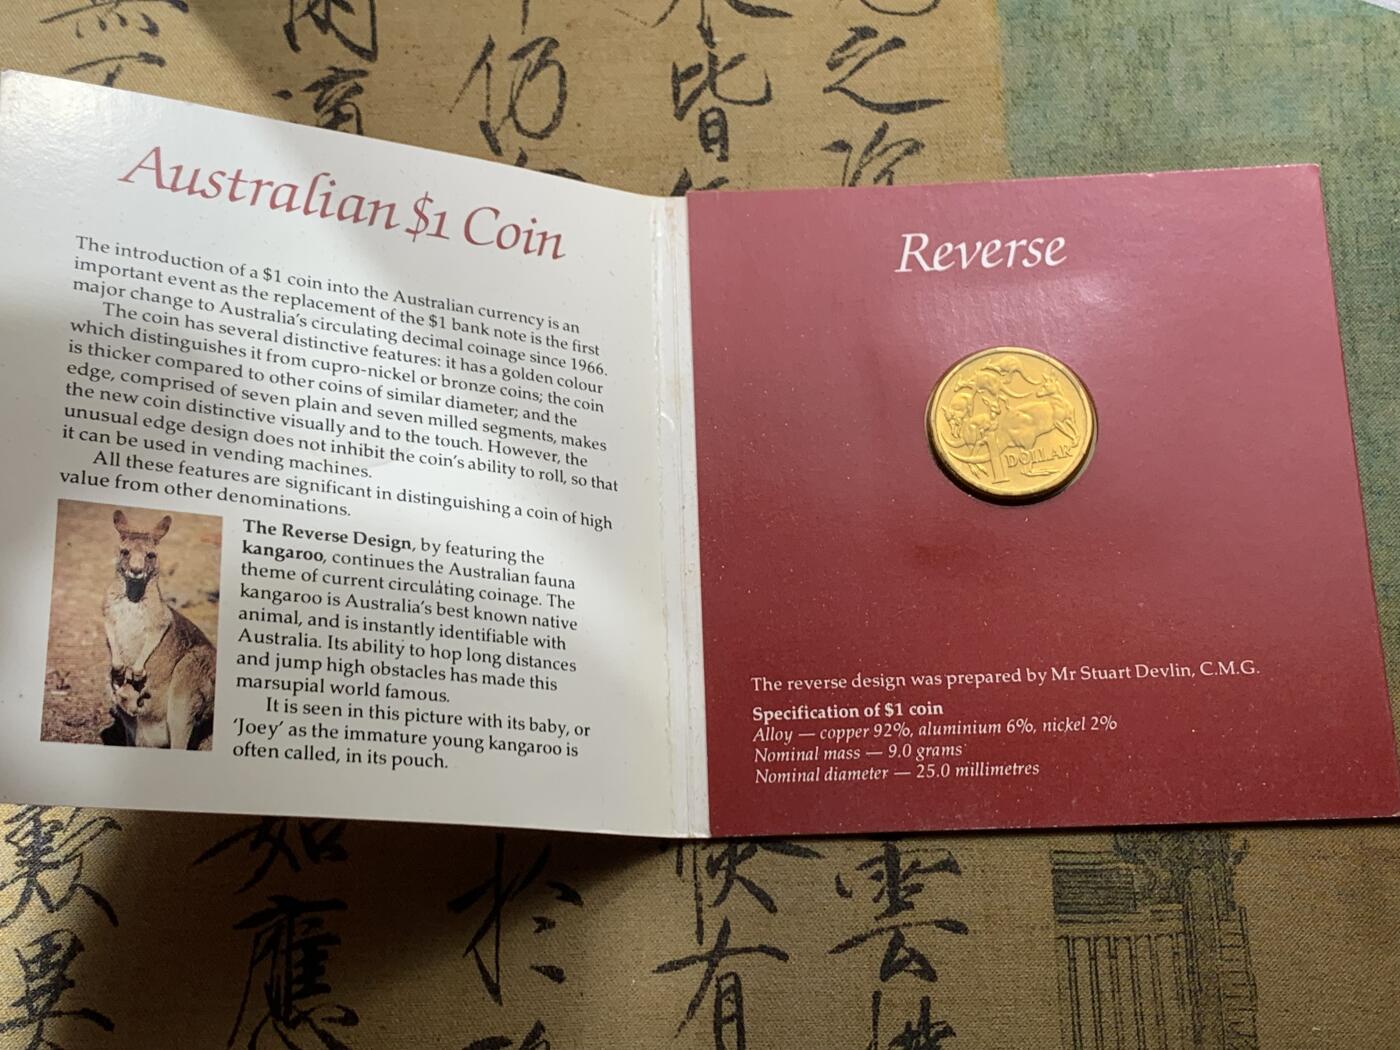 Australian $1 Coin
The introduction of a $1 coin into the Australian currency is an
important event as the replacement of the $1 bank note is the first
major change to Australia's circulating decimal coinage since 1966.
The coin has several distinctive features: it has a golden colour
which distinguishes it from cupro-nickel or bronze coins; the coin
is thicker compared to other coins of similar diameter; and the
edge, comprised of seven plain and seven milled segments, makes
the new coin distinctive visually and to the touch. However, the
unusual edge design does not inhibit the coin's ability to roll, so that
it can be used in vending machines.
All these features are significant in distinguishing a coin of high
value from other denominations.
The Reverse Design, by featuring the
kangaroo, continues the Australian fauna
theme of current circulating coinage. The
kangaroo is Australia's best known native
animal, and is instantly identifiable with
Australia. Its ability to hop long distances
and jump high obstacles has made this
marsupial world famous.
It is seen in this picture with its baby, or
'Joey' as the immature young kangaroo is
often called, in its pouch.
Reverse
1 DOLLAR
The reverse design was prepared by Mr Stuart Devlin, C.M.G.
Specification of $1 coin
Alloy — copper 92%, aluminium 6%, nickel 2%
Nominal mass — 9.0 grams
Nominal diameter — 25.0 millimetres
之
皆
仍
雲
有
於
如應
數異